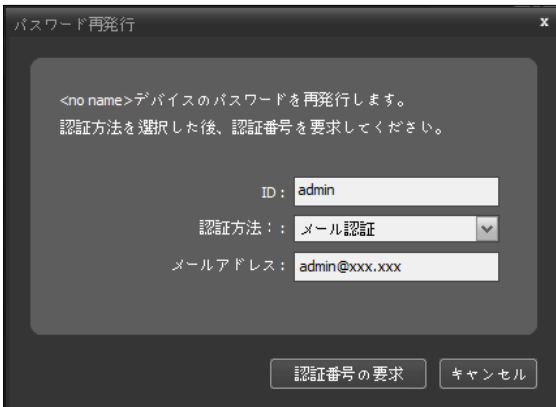 パスワード再発行 x
<no name>デバイスのパスワードを再発行します。
認証方法を選択した後、認証番号を要求してください。
ID : admin
認証方法 : : メール認証
メールアドレス : admin@xxx.xxx
認証番号の要求 キャンセル